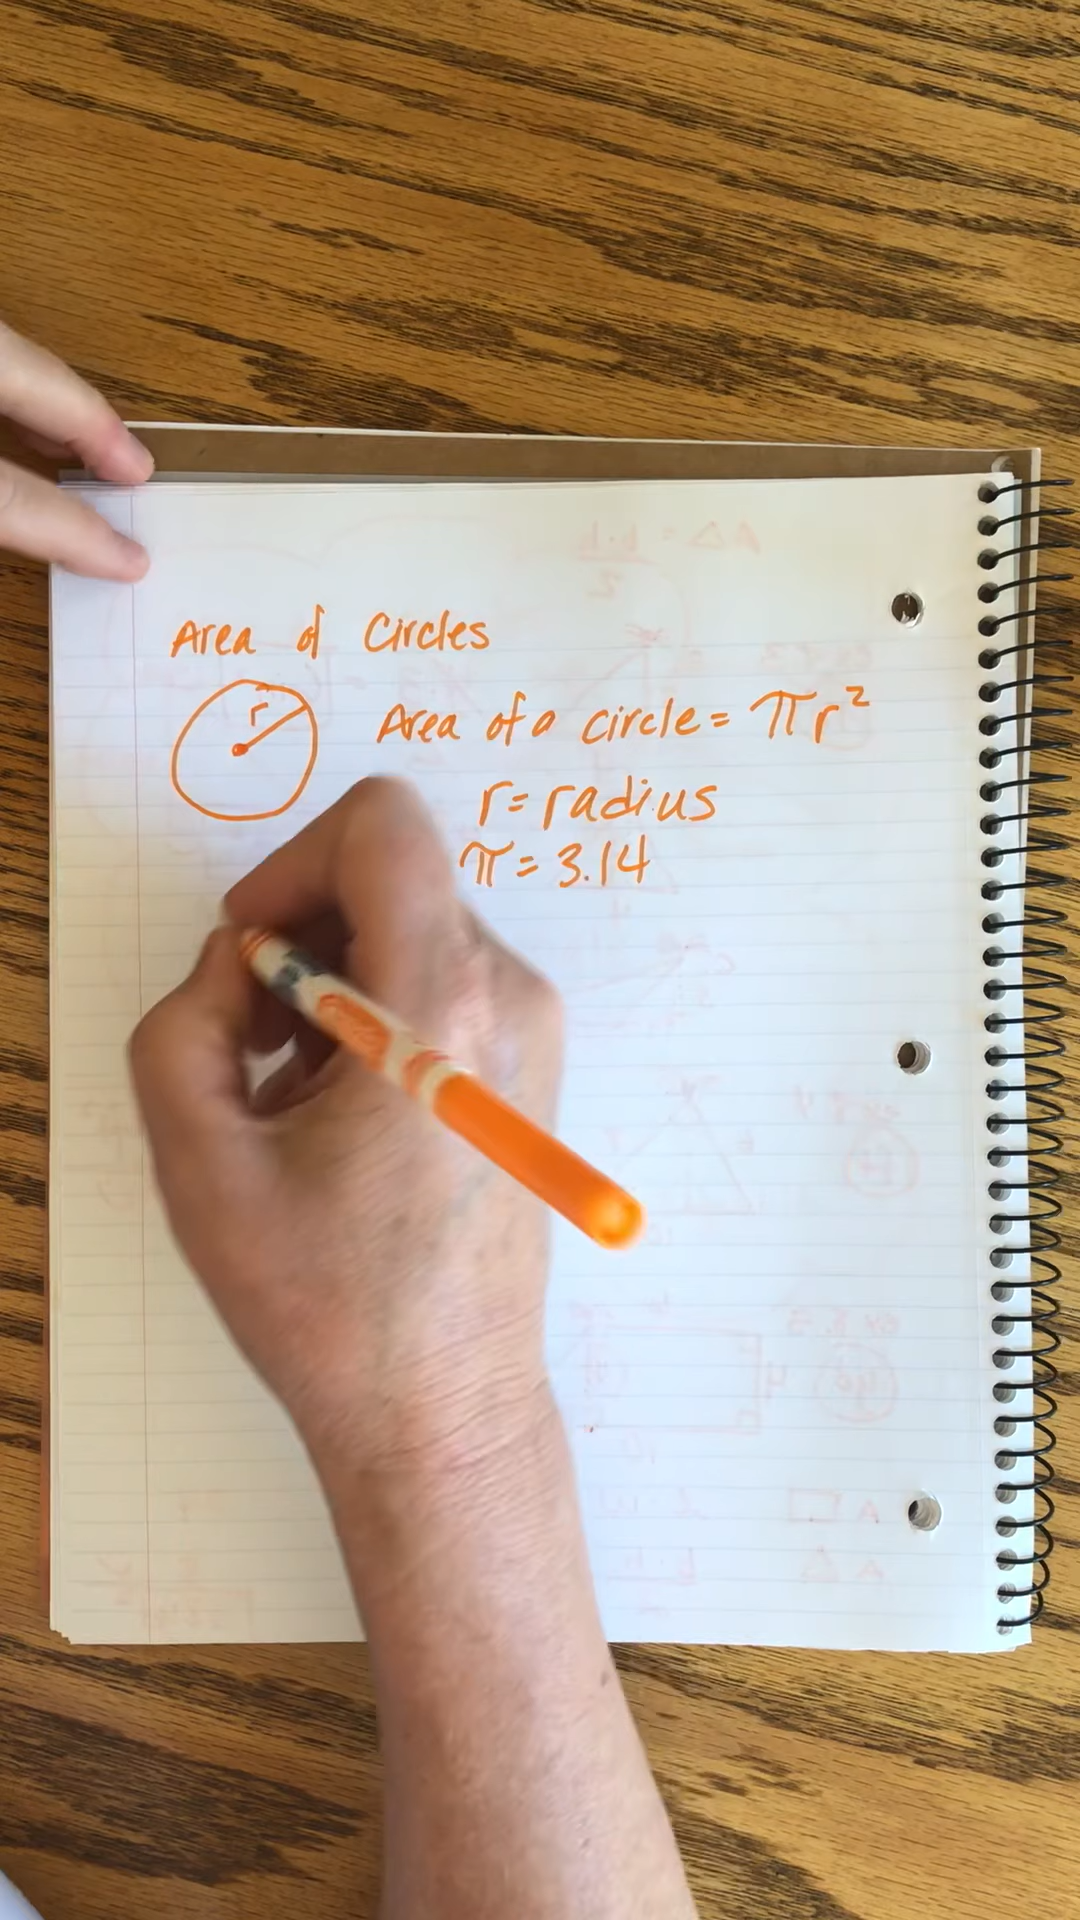 Area of Circles
r
Area of a circle = πr²
r = radius
π = 3.14